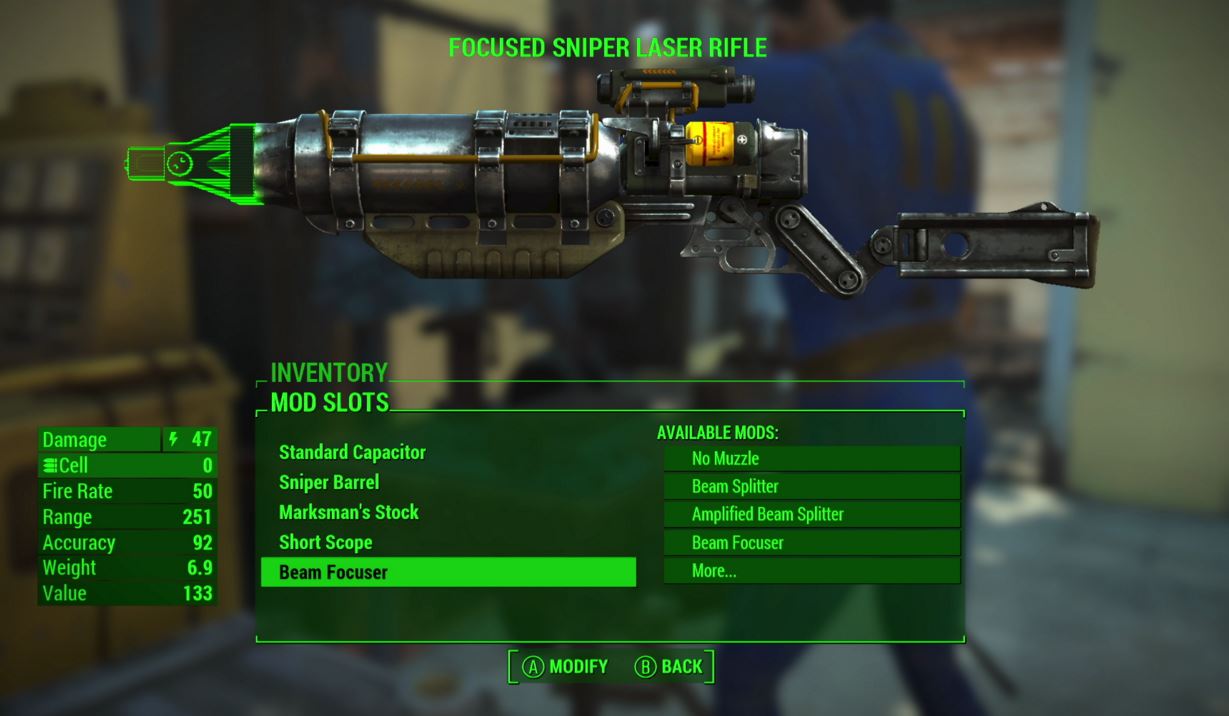 FOCUSED SNIPER LASER RIFLE
INVENTORY
MOD SLOTS
Damage 47
Cell 0
Fire Rate 50
Range 251
Accuracy 92
Weight 6.9
Value 133
Standard Capacitor
Sniper Barrel
Marksman's Stock
Short Scope
Beam Focuser
AVAILABLE MODS:
No Muzzle
Beam Splitter
Amplified Beam Splitter
Beam Focuser
More...
A MODIFY B BACK